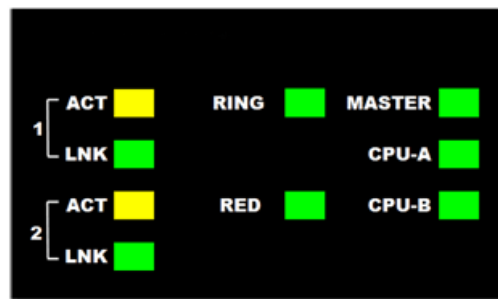 ACT RING MASTER
1
LNK CPU-A
ACT RED CPU-B
2
LNK